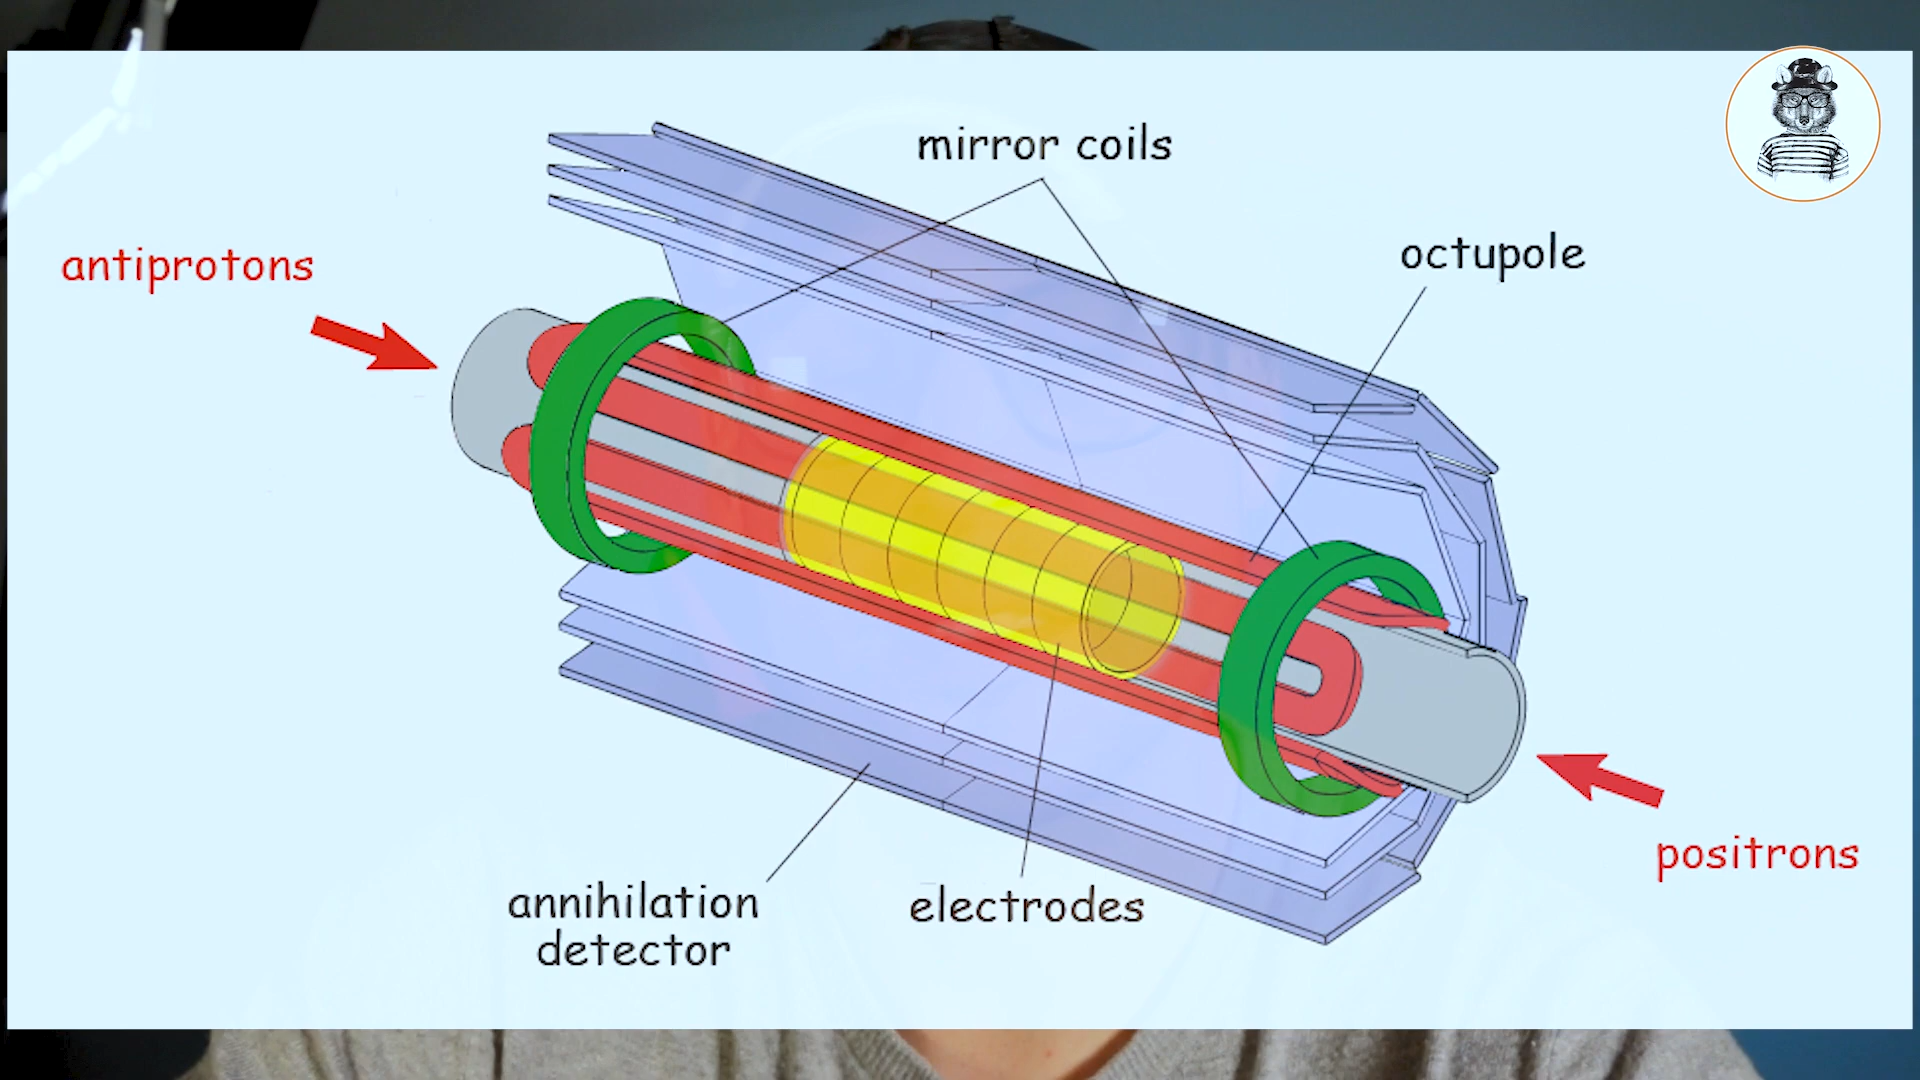 mirror coils
octupole
antiprotons
positrons
annihilation
detector
electrodes